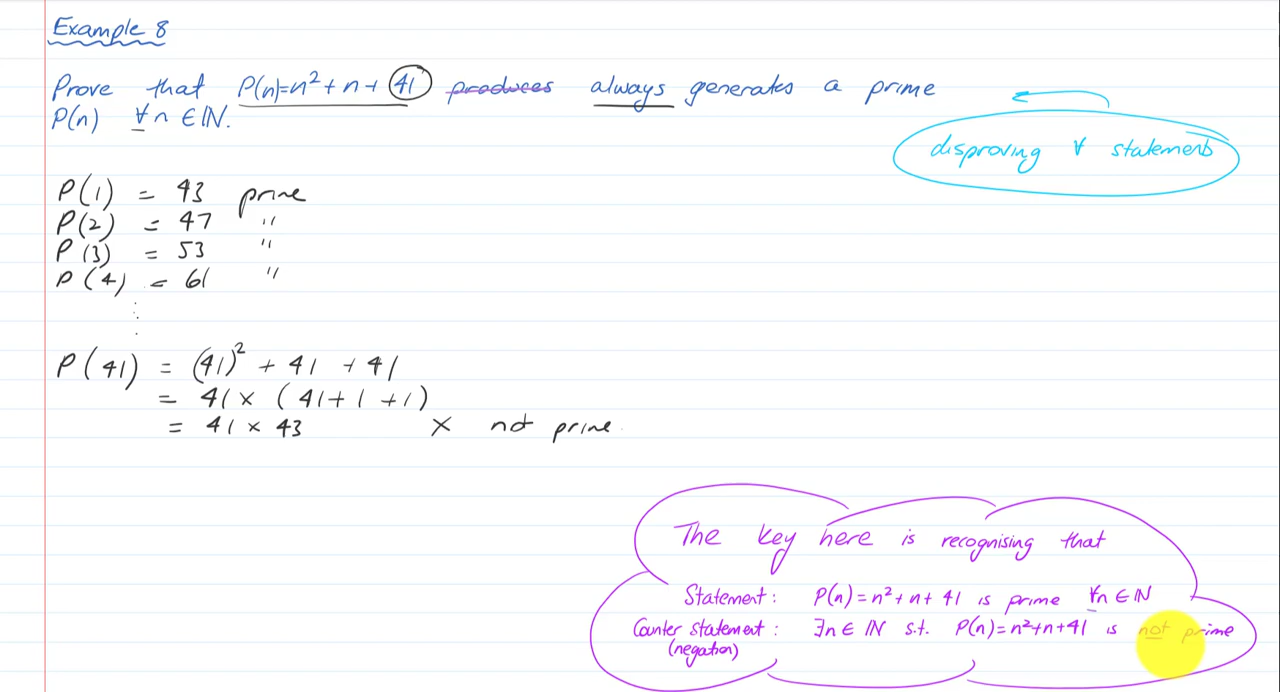 Example 8
Prove that P(n)=n²+n+41 produces always generates a prime
P(n) ∀n∈ℕ.
disproving ∀ statements
P(1) = 43 prime
P(2) = 47 "
P(3) = 53 "
P(4) = 61 "
⋮
P(41) = (41)² + 41 + 41
= 41 × (41+1+1)
= 41 × 43 × not prime.
The key here is recognising that
Statement: P(n)=n²+n+41 is prime ∀n∈ℕ
Counter statement: ∃n∈ℕ s.t. P(n)=n²+n+41 is not prime
(negation)